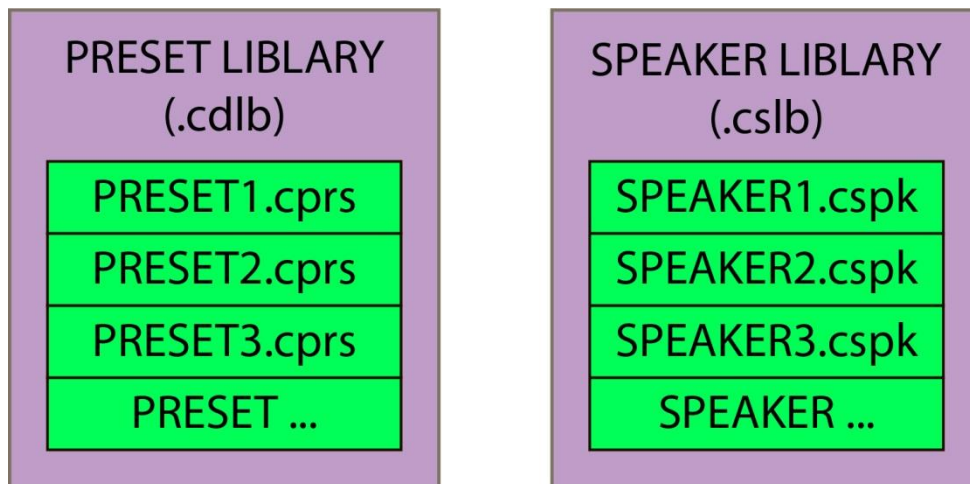 PRESET LIBLARY
(.cdlb)
PRESET1.cprs
PRESET2.cprs
PRESET3.cprs
PRESET ...
SPEAKER LIBLARY
(.cslb)
SPEAKER1.cspk
SPEAKER2.cspk
SPEAKER3.cspk
SPEAKER ...